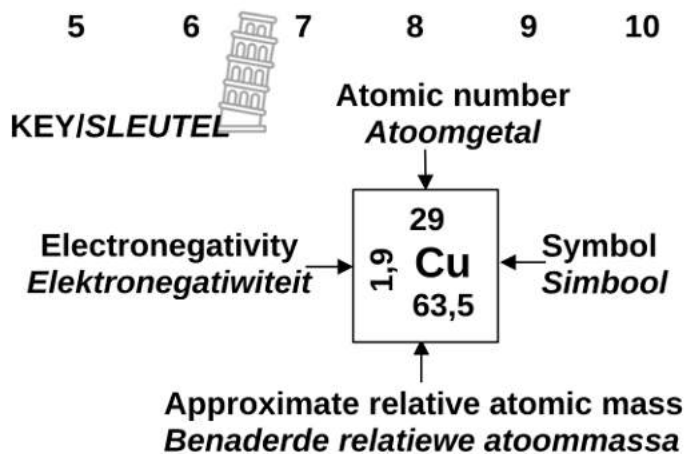 5 6 7 8 9 10
KEY/SLEUTEL
Atomic number
Atoomgetal
29
1,9 Cu
63,5
Electronegativity
Elektronegatiwiteit
Symbol
Simbool
Approximate relative atomic mass
Benaderde relatiewe atoommassa